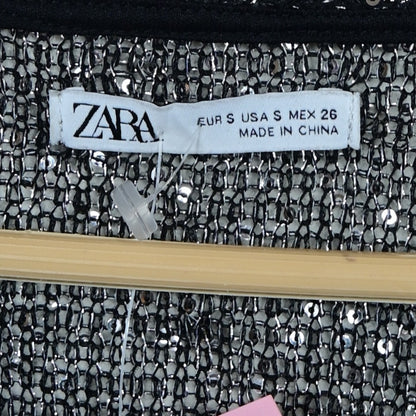 ZARA
EUR S USA S MEX 26
MADE IN CHINA